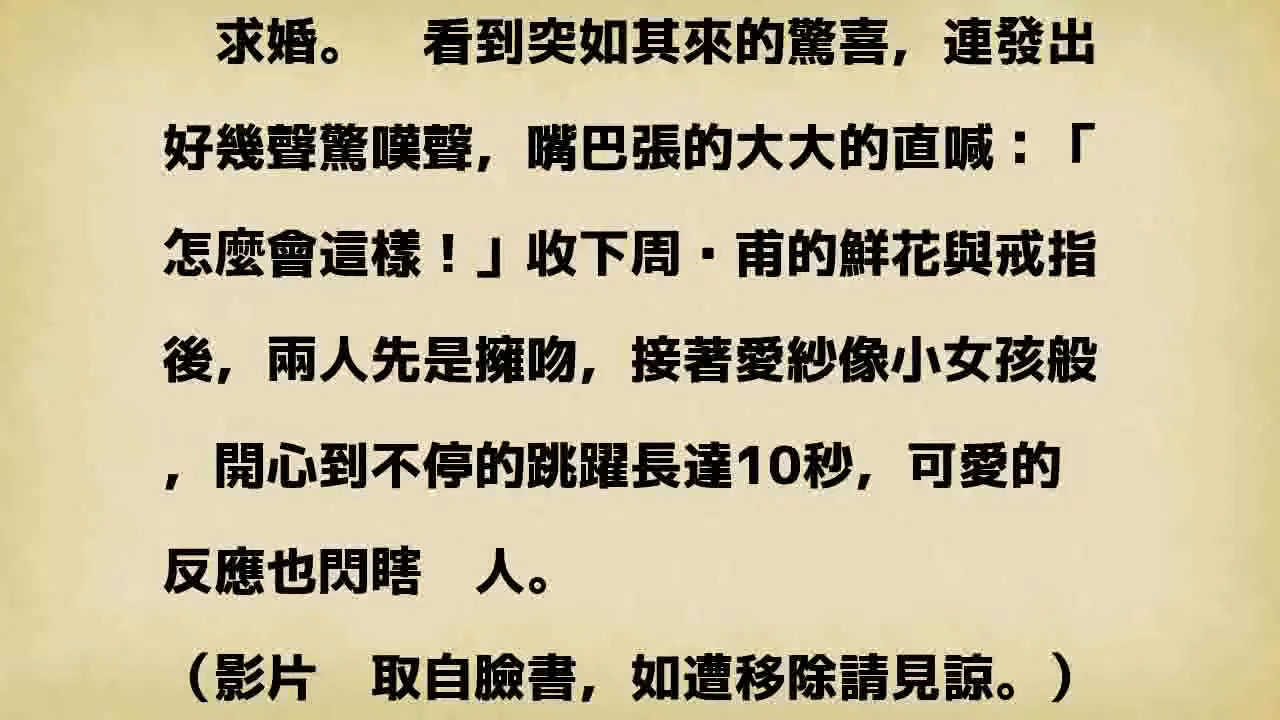 求婚。　看到突如其來的驚喜，連發出
好幾聲驚嘆聲，嘴巴張的大大的直喊：「
怎麼會這樣！」收下周·甫的鮮花與戒指
後，兩人先是擁吻，接著愛紗像小女孩般
，開心到不停的跳躍長達10秒，可愛的
反應也閃瞎　人。
（影片　取自臉書，如遭移除請見諒。）